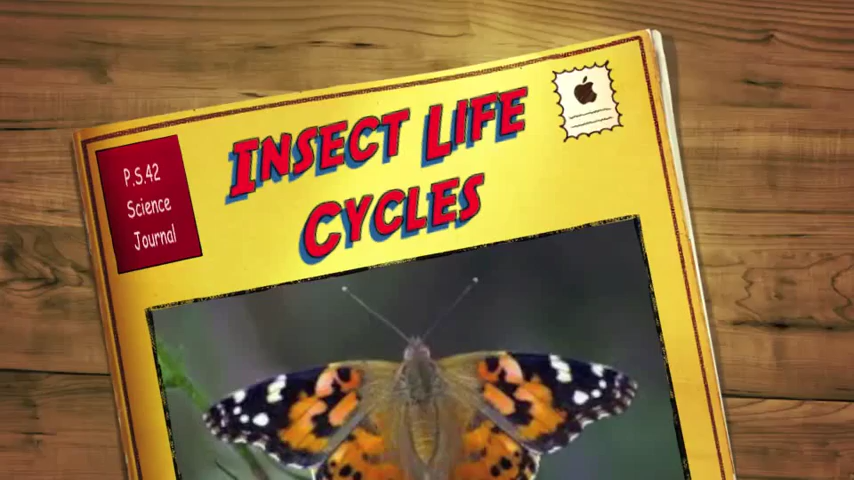 P.S.42
Science
Journal
INSECT LIFE
CYCLES